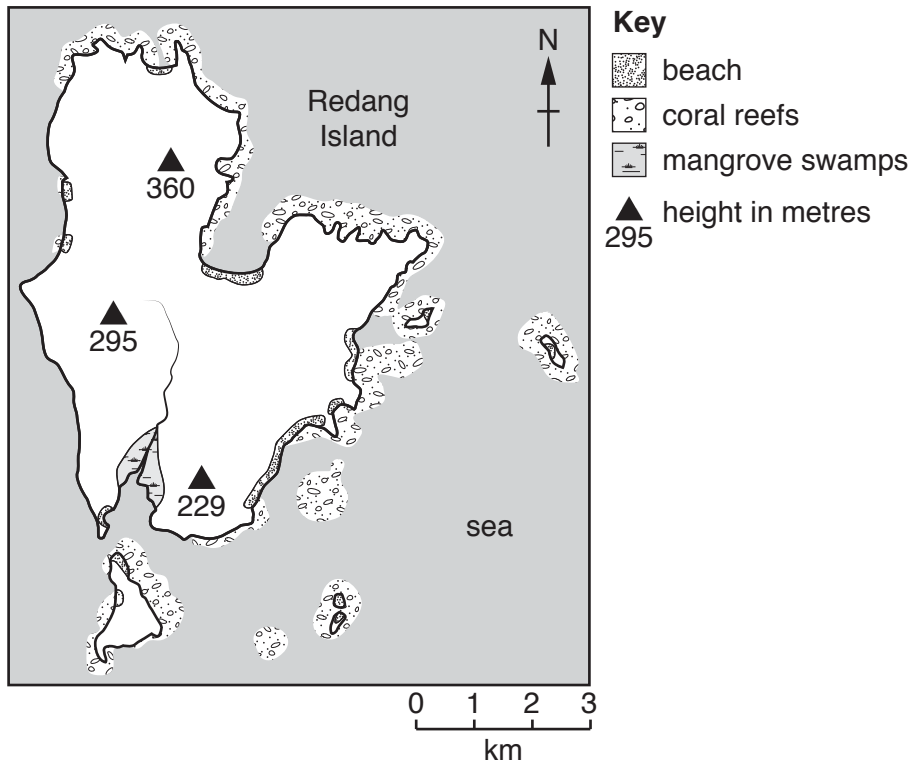 Redang
Island
N
360
295
229
sea
0 1 2 3
km
Key
beach
coral reefs
mangrove swamps
height in metres
295